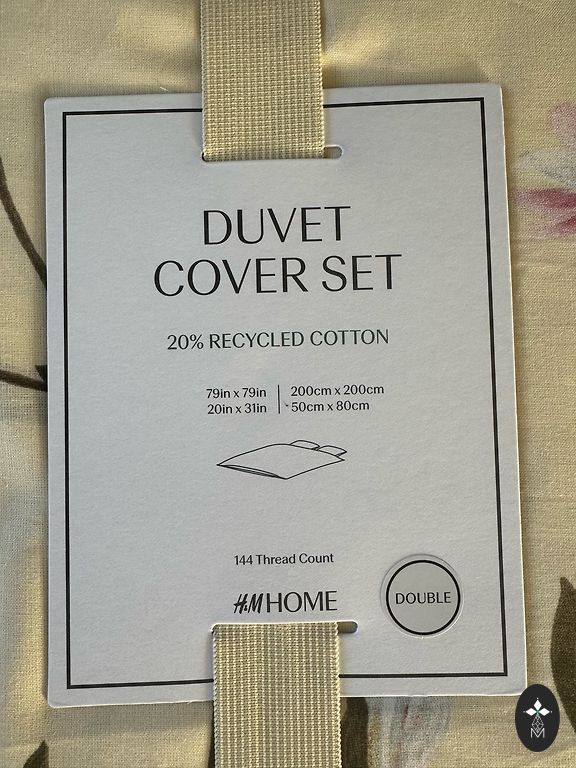 DUVET
COVER SET
20% RECYCLED COTTON
79in x 79in | 200cm x 200cm
20in x 31in | 50cm x 80cm
144 Thread Count
H&M HOME
DOUBLE
M